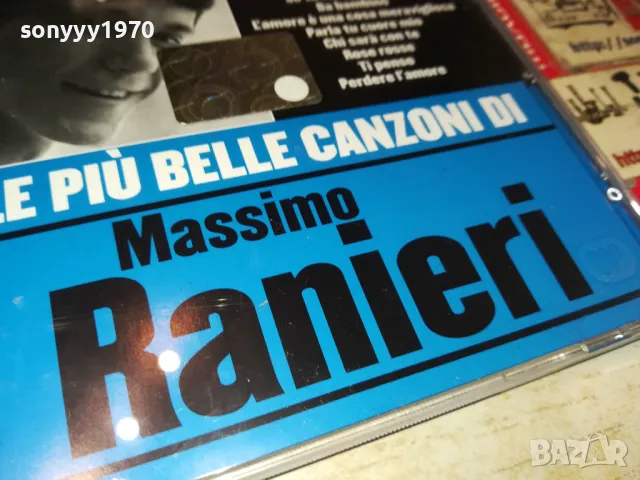 sonyyy1970
Da bambino
L'amore è una cosa meravigliosa
Parla tu cuore mio
Chi sarà con te
Rose rosse
Ti penso
Perdere l'amore
LE PIÙ BELLE CANZONI DI
Massimo
Ranieri
BAZAR